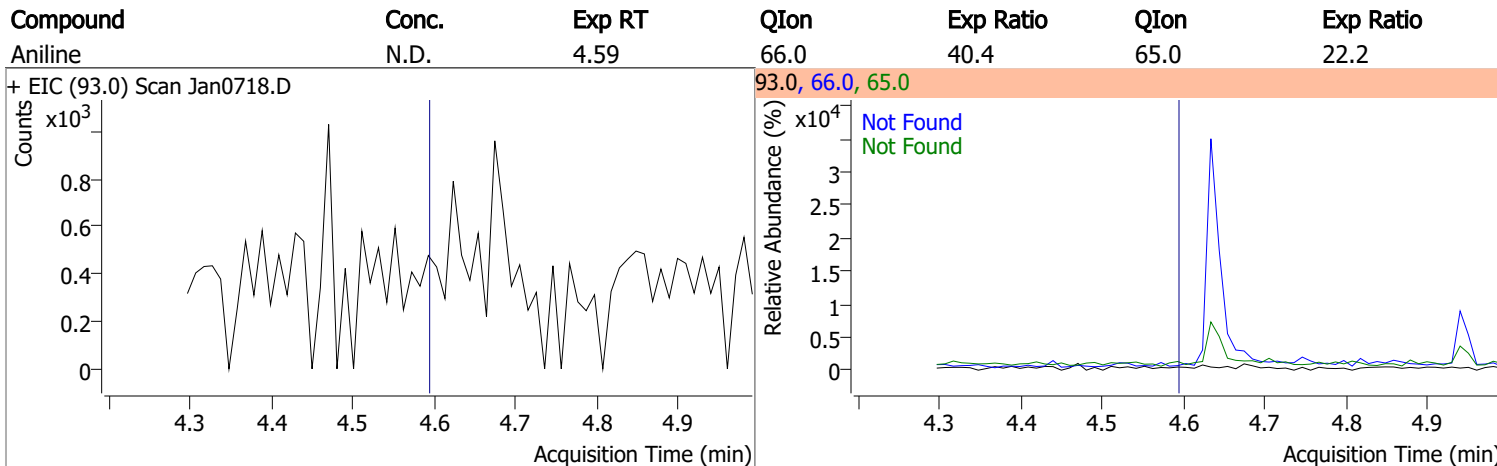 Compound Conc. Exp RT QIon Exp Ratio QIon Exp Ratio
Aniline N.D. 4.59 66.0 40.4 65.0 22.2
+ EIC (93.0) Scan Jan0718.D
Counts
x10³
0.8
0.6
0.4
0.2
0
4.3 4.4 4.5 4.6 4.7 4.8 4.9
Acquisition Time (min)
93.0, 66.0, 65.0
Relative Abundance (%)
x10⁴
Not Found
Not Found
3
2.5
2
1.5
1
0.5
0
4.3 4.4 4.5 4.6 4.7 4.8 4.9
Acquisition Time (min)